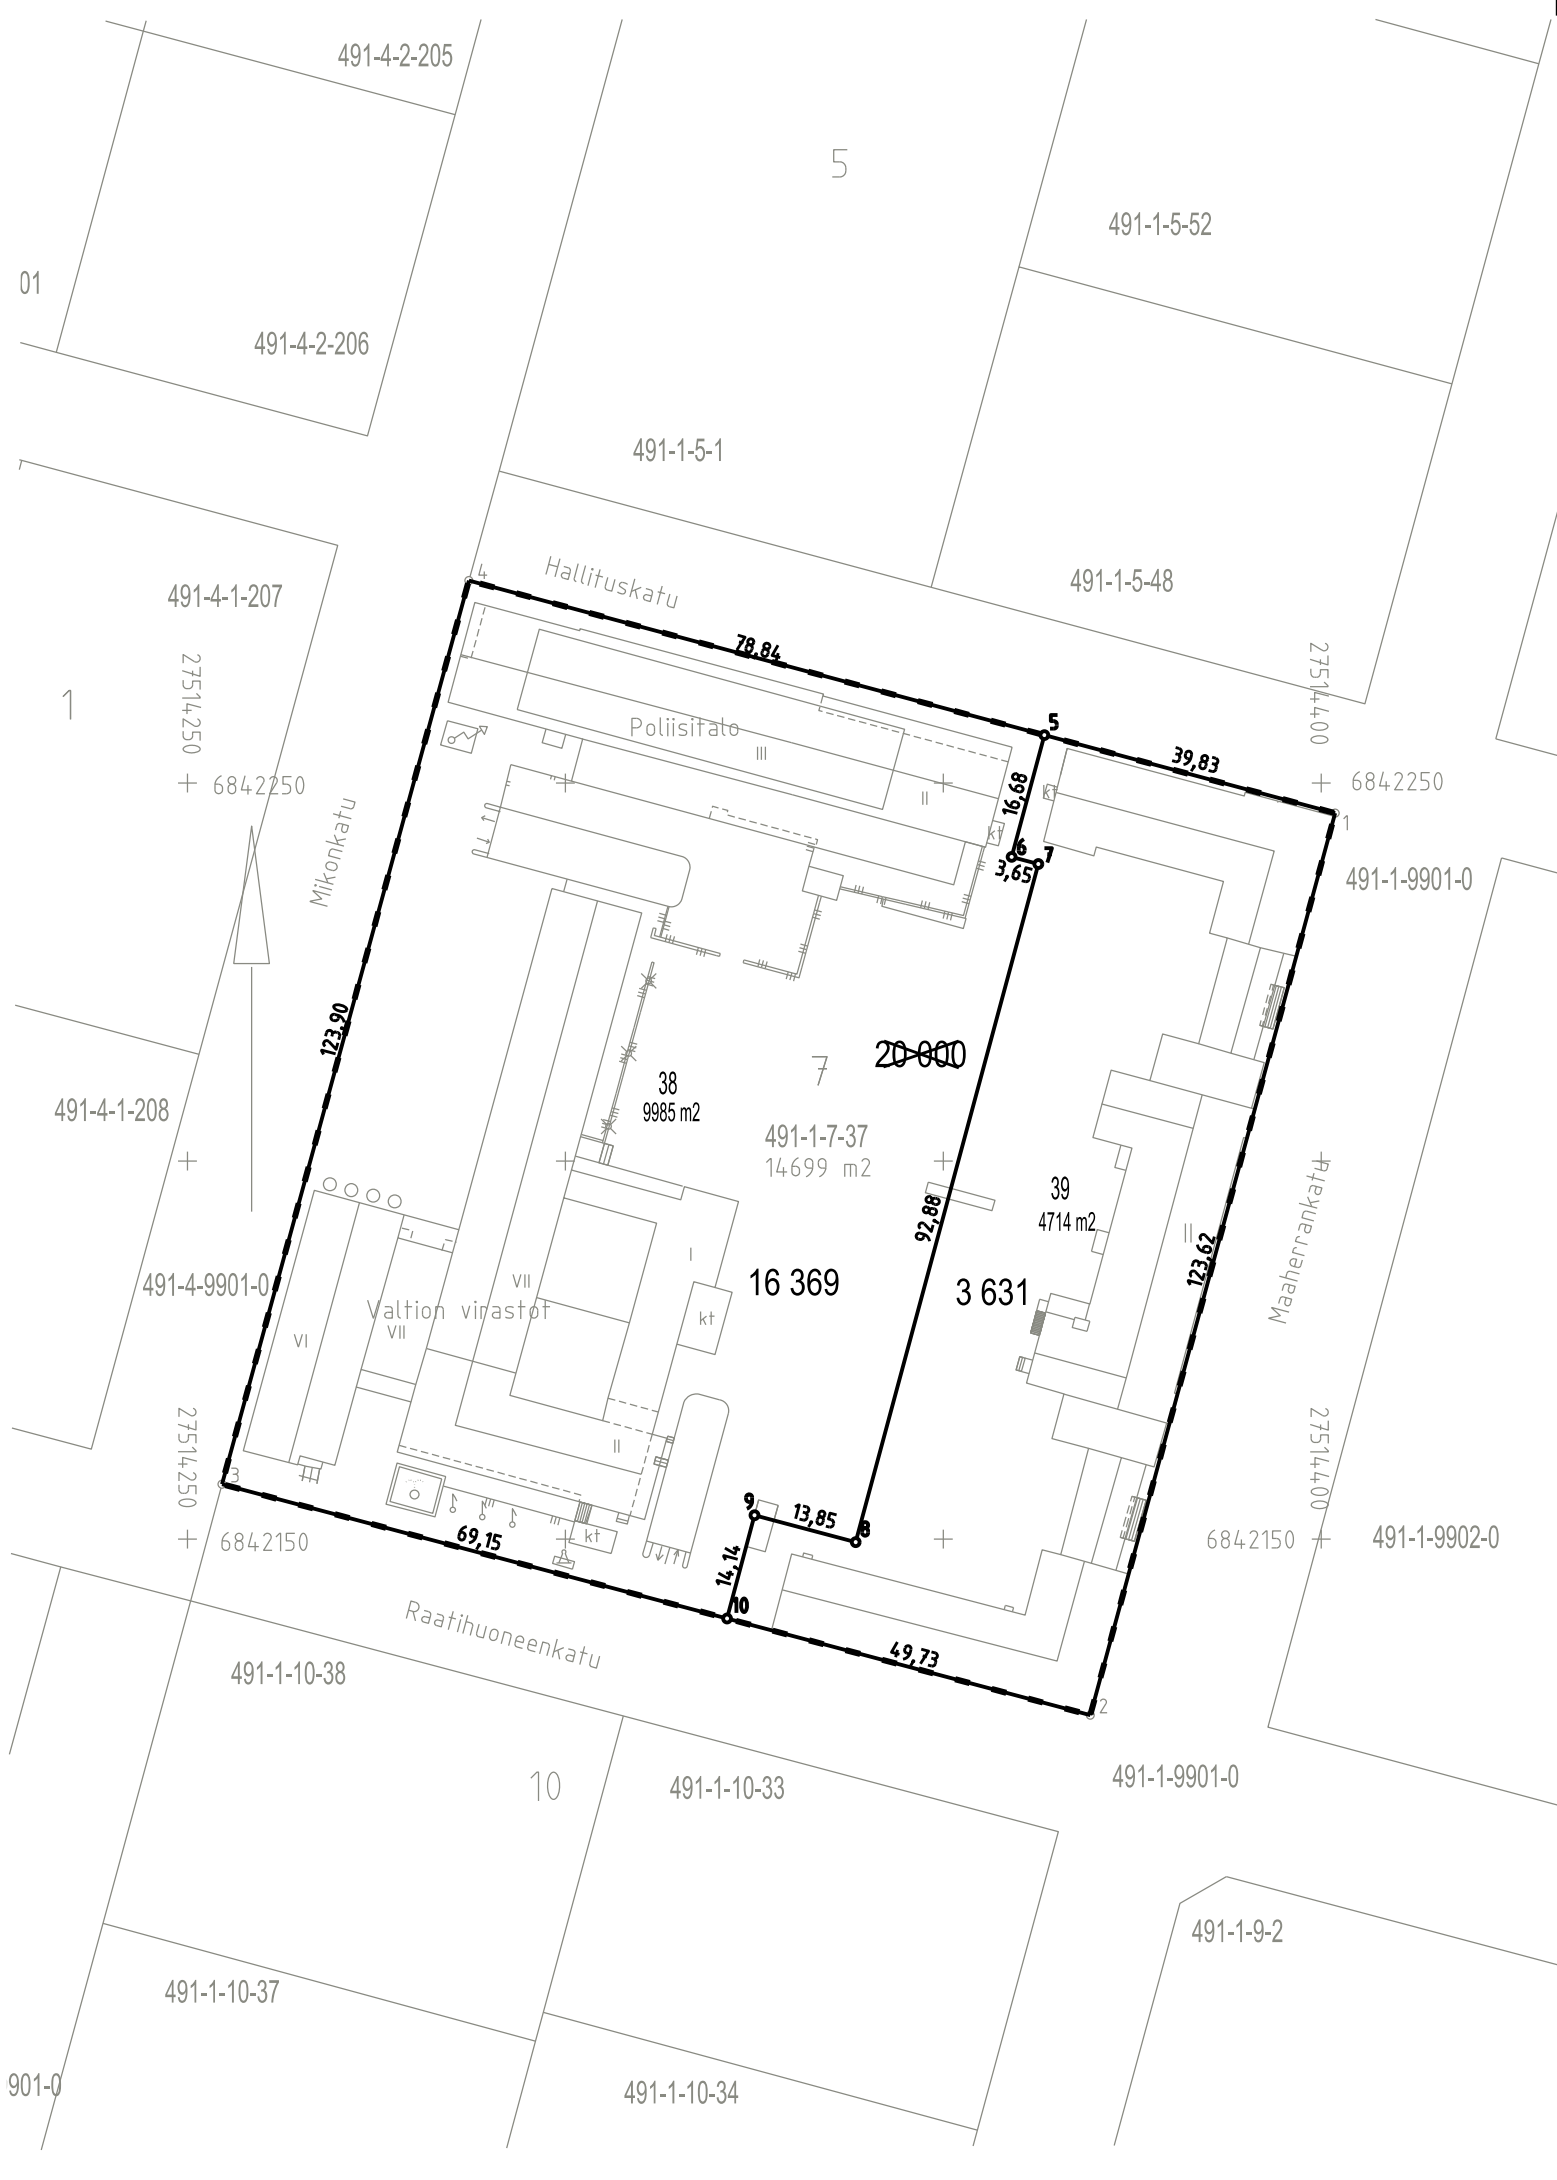 491-4-2-205
5
491-1-5-52
01
491-4-2-206
491-1-5-1
4
Hallituskatu
491-1-5-48
491-4-1-207
78,84
27514250
27514400
1
5
Poliisitalo
III
39,83
6842250
6842250
II
16,68
kt
kt
Mikonkatu
1
6
7
3,65
491-1-9901-0
123,90
20 000
7
38
9985 m2
491-4-1-208
491-1-7-37
14699 m2
39
4714 m2
92,88
II
Maaherrankatu
123,62
I
16 369
491-4-9901-0
VII
3 631
Valtion virastot
kt
VII
VI
27514250
27514400
II
3
9
13,85
8
kt
6842150
69,15
6842150
491-1-9902-0
14,14
10
Raatihuoneenkatu
49,73
491-1-10-38
2
10
491-1-10-33
491-1-9901-0
491-1-9-2
491-1-10-37
901-0
491-1-10-34